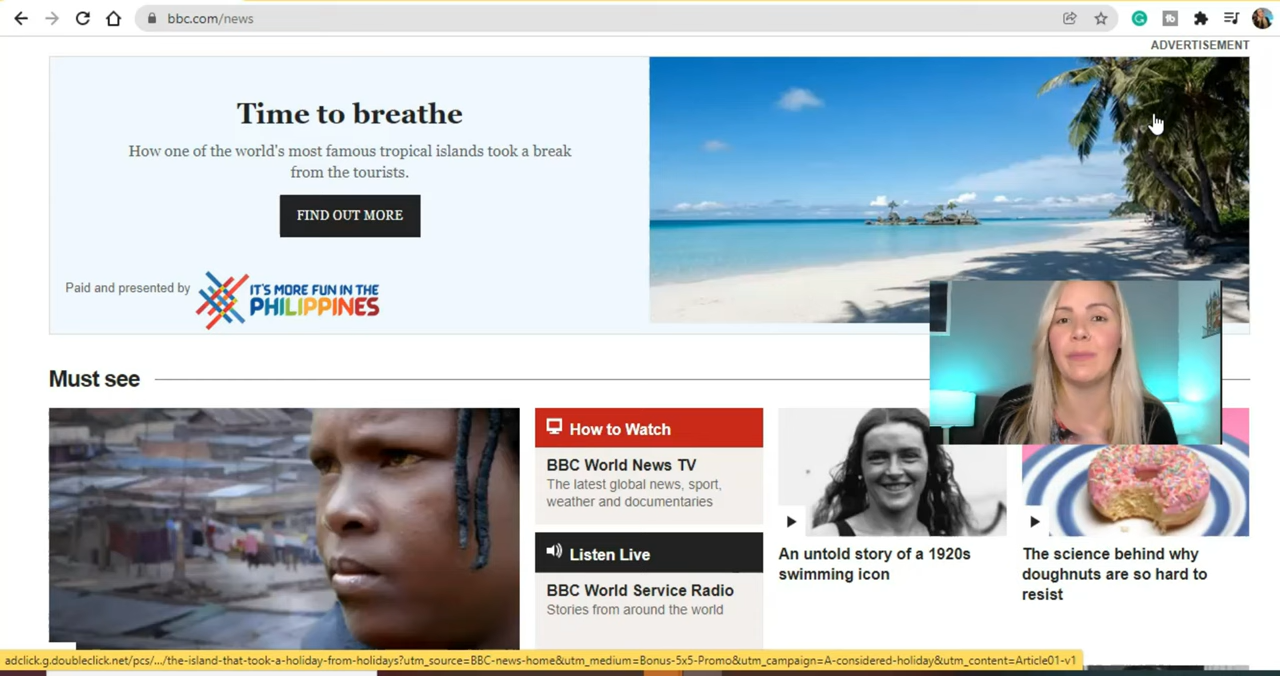 bbc.com/news
ADVERTISEMENT
Time to breathe
How one of the world's most famous tropical islands took a break
from the tourists.
FIND OUT MORE
Paid and presented by
IT'S MORE FUN IN THE
PHILIPPINES
Must see
How to Watch
BBC World News TV
The latest global news, sport,
weather and documentaries
Listen Live
BBC World Service Radio
Stories from around the world
An untold story of a 1920s
swimming icon
The science behind why
doughnuts are so hard to
resist
adclick.g.doubleclick.net/pcs/.../the-island-that-took-a-holiday-from-holidays?utm_source=BBC-news-home&utm_medium=Bonus-5x5-Promo&utm_campaign=A-considered-holiday&utm_content=Article01-v1